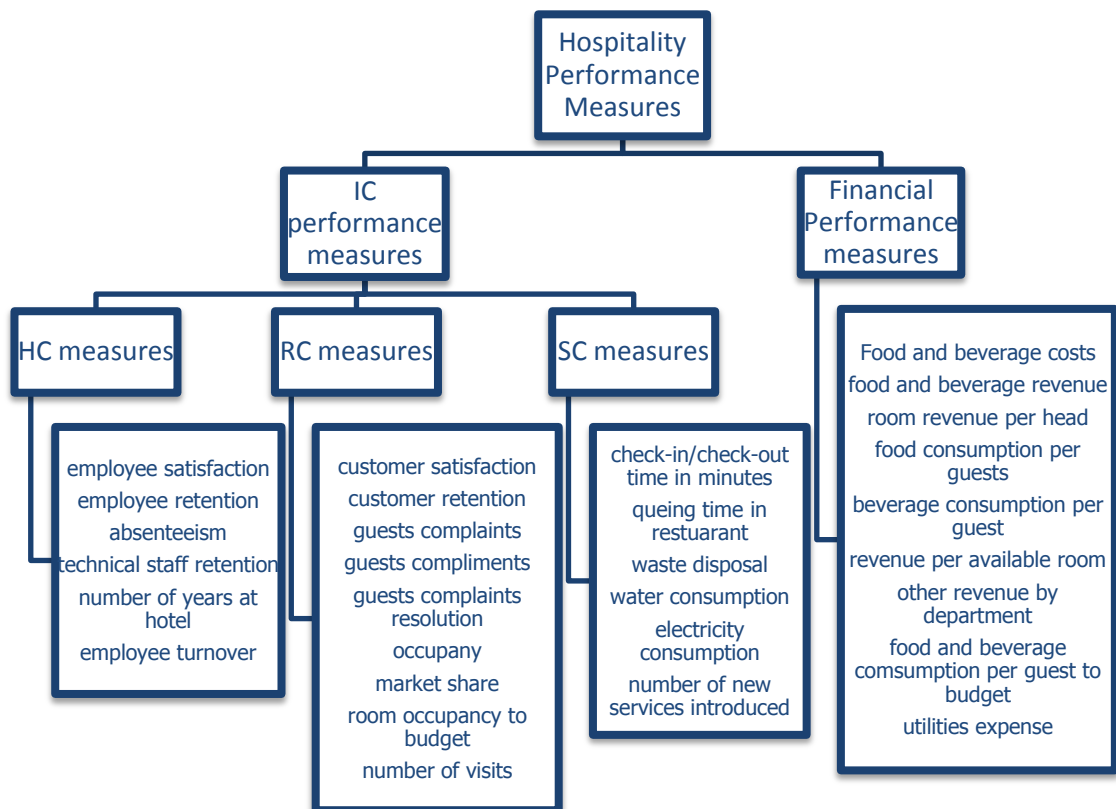 Hospitality
Performance
Measures
IC
performance
measures
Financial
Performance
measures
HC measures
RC measures
SC measures
employee satisfaction
employee retention
absenteeism
technical staff retention
number of years at
hotel
employee turnover
customer satisfaction
customer retention
guests complaints
guests compliments
guests complaints
resolution
occupany
market share
room occupancy to
budget
number of visits
check-in/check-out
time in minutes
queing time in
restuarant
waste disposal
water consumption
electricity
consumption
number of new
services introduced
Food and beverage costs
food and beverage revenue
room revenue per head
food consumption per
guests
beverage consumption per
guest
revenue per available room
other revenue by
department
food and beverage
comsumption per guest to
budget
utilities expense